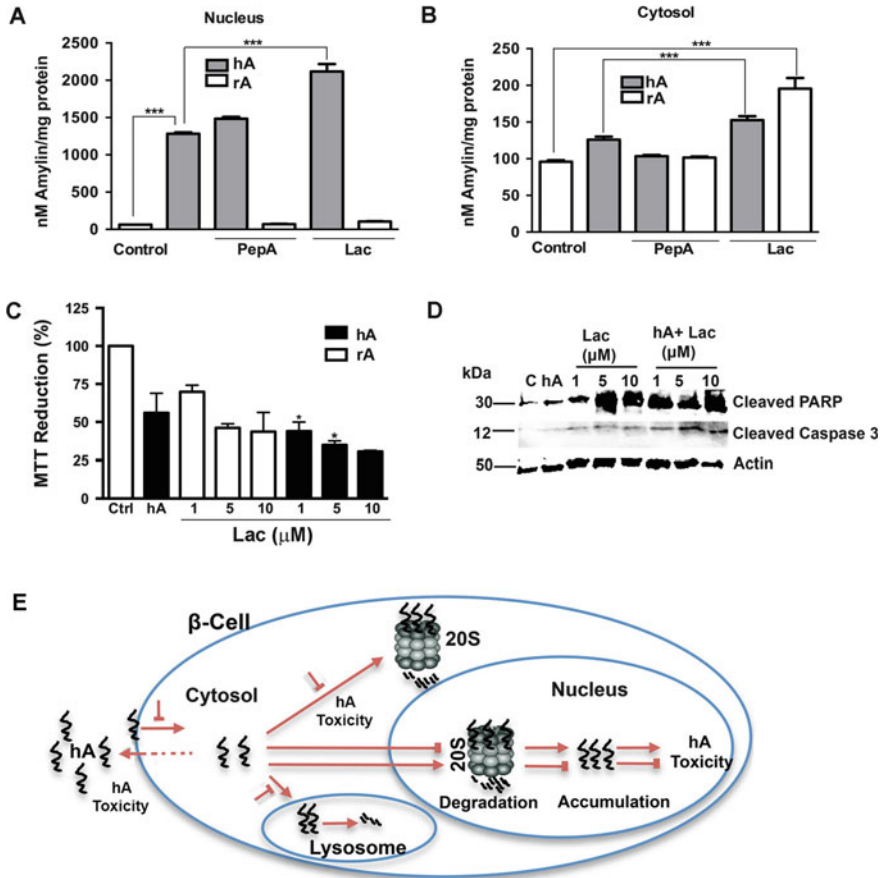 A
Nucleus
nM Amylin/mg protein
2500
2000
1500
1000
500
0
***
***
hA
rA
Control
PepA
Lac
B
Cytosol
nM Amylin/mg protein
250
200
150
100
50
0
***
***
hA
rA
Control
PepA
Lac
C
MTT Reduction (%)
125
100
75
50
25
0
hA
rA
*
*
Ctrl hA 1 5 10 1 5 10
Lac (μM)
D
Lac (μM)
hA+ Lac (μM)
kDa C hA 1 5 10 1 5 10
30 Cleaved PARP
12 Cleaved Caspase 3
50 Actin
E
β-Cell
20S
Cytosol
hA Toxicity
Nucleus
hA
hA Toxicity
20S
hA Toxicity
Degradation Accumulation
Lysosome